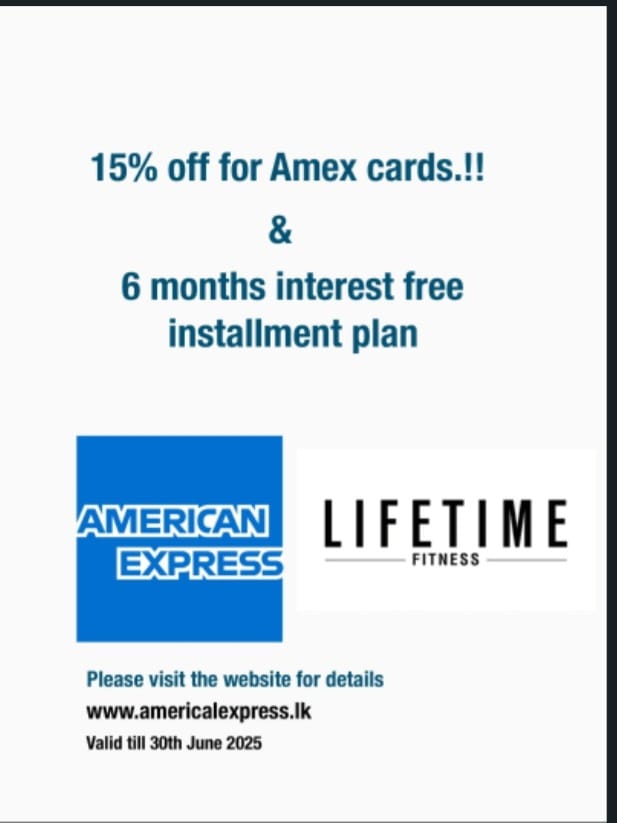 15% off for Amex cards.!!
&
6 months interest free
installment plan
AMERICAN
EXPRESS
LIFETIME
FITNESS
Please visit the website for details
www.americalexpress.lk
Valid till 30th June 2025